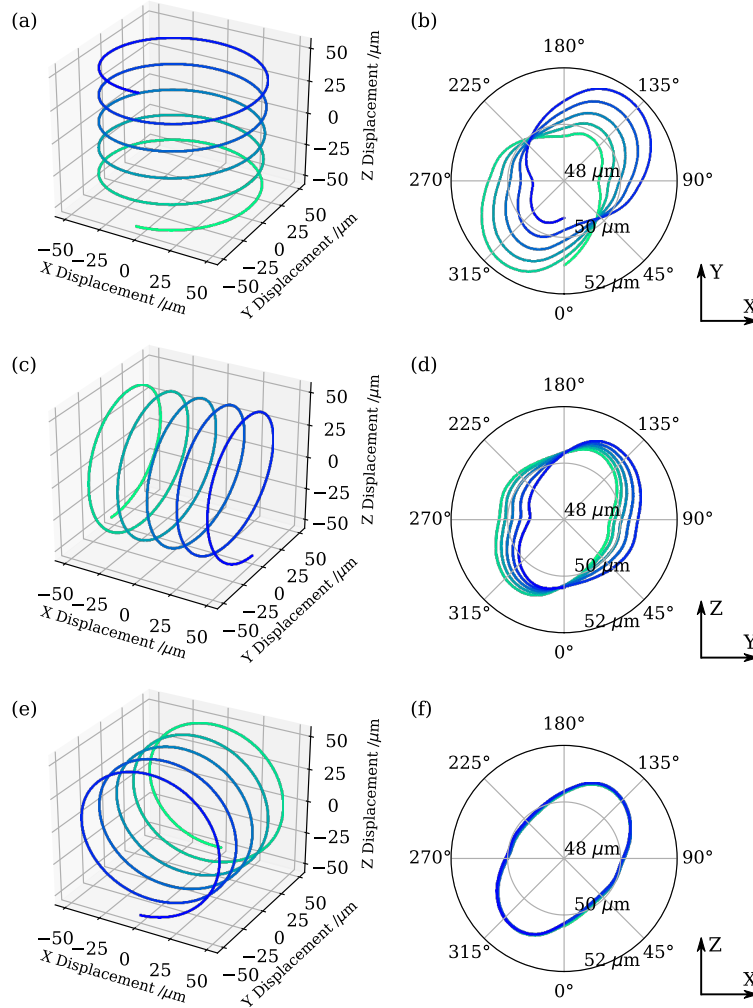 (a)
50
25
0
−25
−50
Z Displacement /μm
−50
−25
0
25
50
X Displacement /μm
−50
−25
0
25
50
Y Displacement /μm
(b)
180°
225°
135°
48 μm
270°
90°
50 μm
315°
52 μm
45°
0°
Y
X
(c)
50
25
0
−25
−50
Z Displacement /μm
−50
−25
0
25
50
X Displacement /μm
−50
−25
0
25
50
Y Displacement /μm
(d)
180°
225°
135°
48 μm
270°
90°
50 μm
315°
52 μm
45°
0°
Z
Y
(e)
50
25
0
−25
−50
Z Displacement /μm
−50
−25
0
25
50
X Displacement /μm
−50
−25
0
25
50
Y Displacement /μm
(f)
180°
225°
135°
48 μm
270°
90°
50 μm
315°
52 μm
45°
0°
Z
X